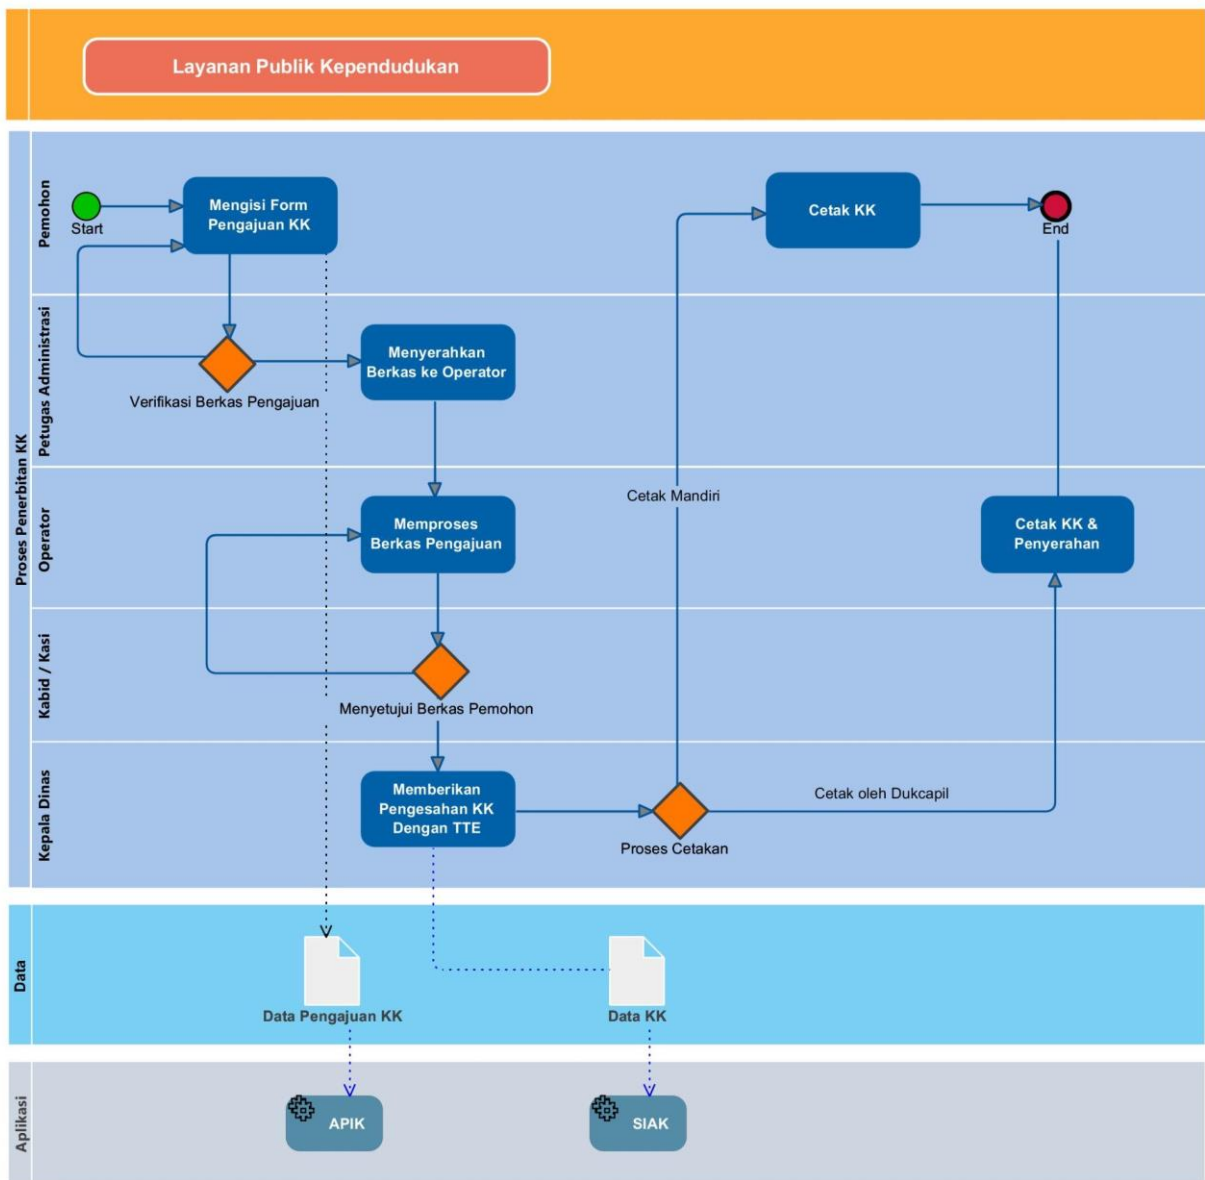 Layanan Publik Kependudukan
Proses Penerbitan KK
Pemohon
Start
Mengisi Form
Pengajuan KK
Cetak KK
End
Petugas Administrasi
Verifikasi Berkas Pengajuan
Menyerahkan
Berkas ke Operator
Operator
Memproses
Berkas Pengajuan
Cetak Mandiri
Cetak KK &
Penyerahan
Kabid / Kasi
Menyetujui Berkas Pemohon
Kepala Dinas
Memberikan
Pengesahan KK
Dengan TTE
Proses Cetakan
Cetak oleh Dukcapil
Data
Data Pengajuan KK
Data KK
Aplikasi
APIK
SIAK